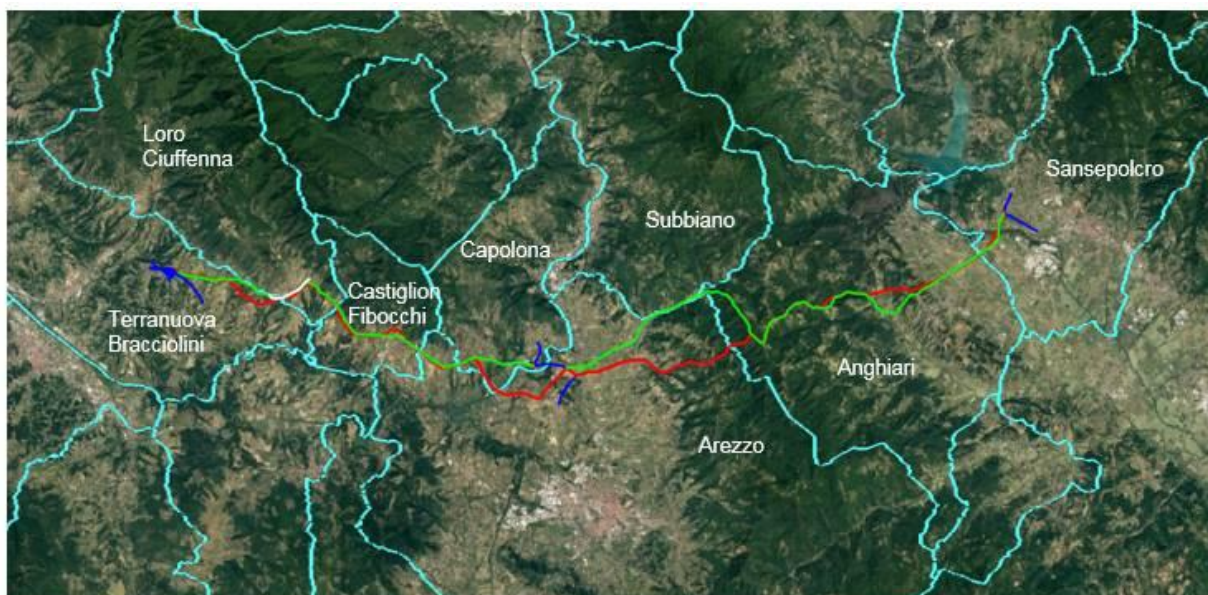 Loro
Ciuffenna
Sansepolcro
Subbiano
Capolona
Castiglion
Fibocchi
Terranuova
Bracciolini
Anghiari
Arezzo